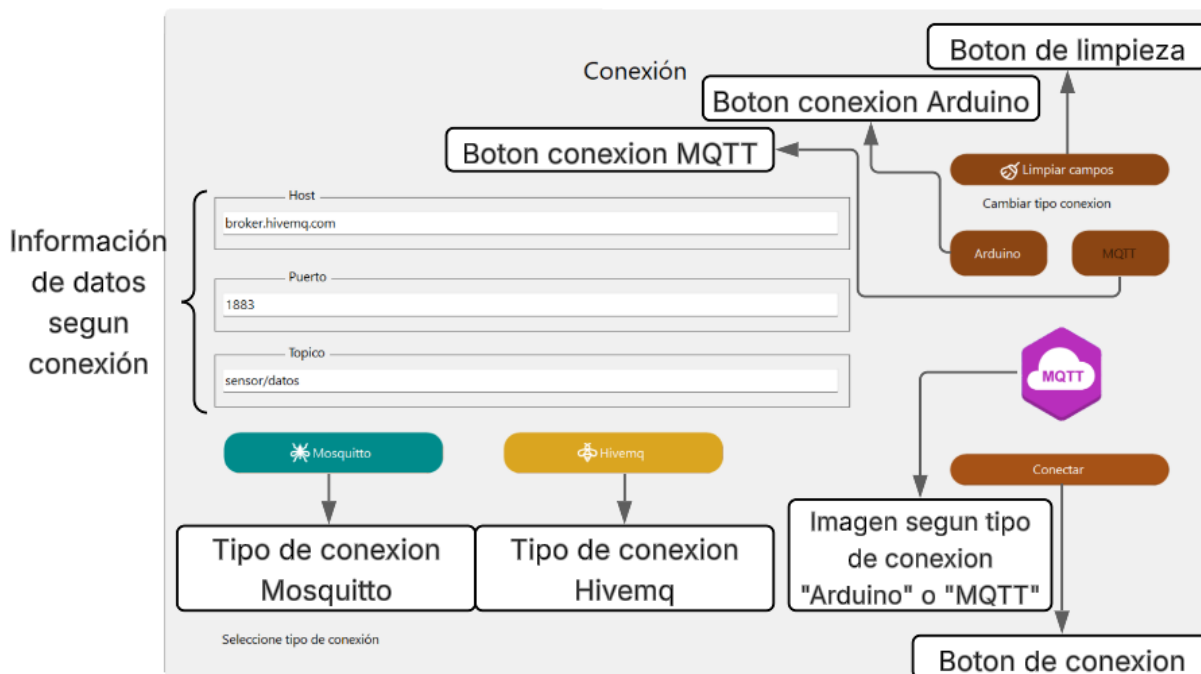 Boton de limpieza
Conexión
Boton conexion Arduino
Boton conexion MQTT
Limpiar campos
Cambiar tipo conexion
Arduino
MQTT
Información
de datos
segun
conexión
Host
broker.hivemq.com
Puerto
1883
Topico
sensor/datos
MQTT
Mosquitto
Hivemq
Conectar
Tipo de conexion
Mosquitto
Tipo de conexion
Hivemq
Imagen segun tipo
de conexion
"Arduino" o "MQTT"
Seleccione tipo de conexión
Boton de conexion